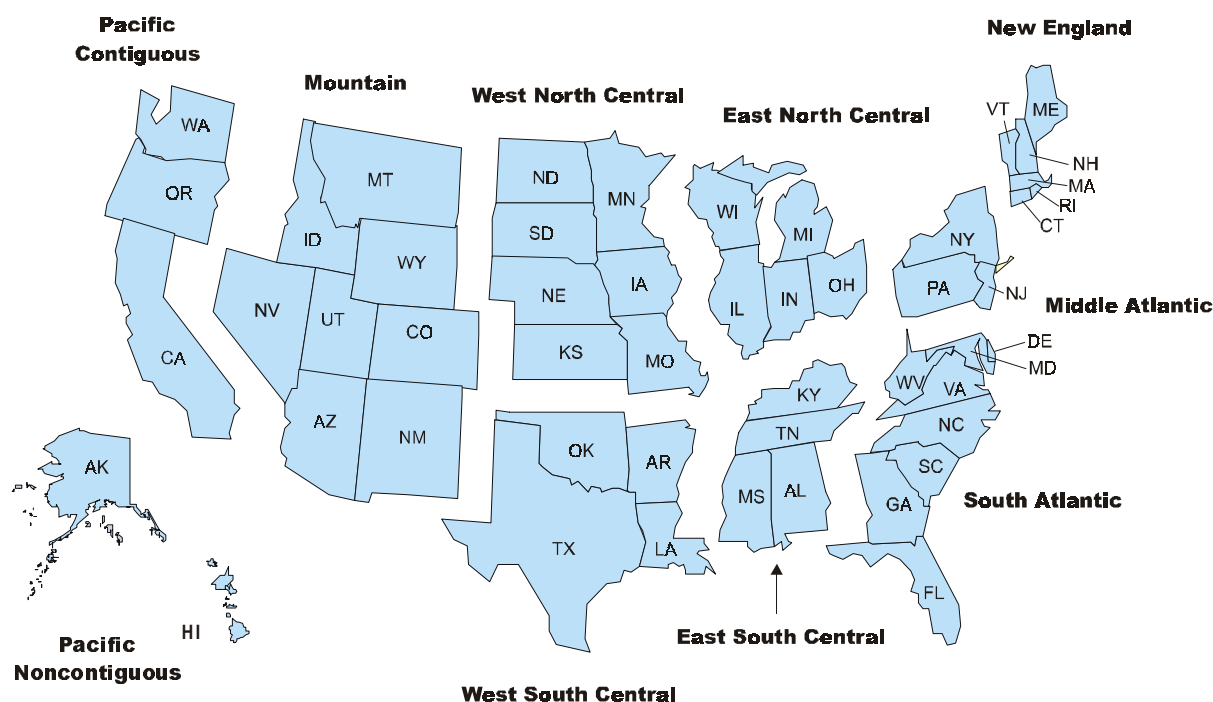 Pacific
Contiguous
Mountain
West North Central
East North Central
New England
WA
OR
CA
MT
ID
WY
NV
UT
CO
AZ
NM
ND
MN
SD
IA
NE
KS
MO
WI
MI
IL
IN
OH
VT
ME
NH
MA
RI
CT
NY
PA
NJ
Middle Atlantic
DE
MD
WV
VA
NC
SC
GA
FL
South Atlantic
KY
TN
MS
AL
East South Central
OK
AR
TX
LA
West South Central
AK
HI
Pacific
Noncontiguous